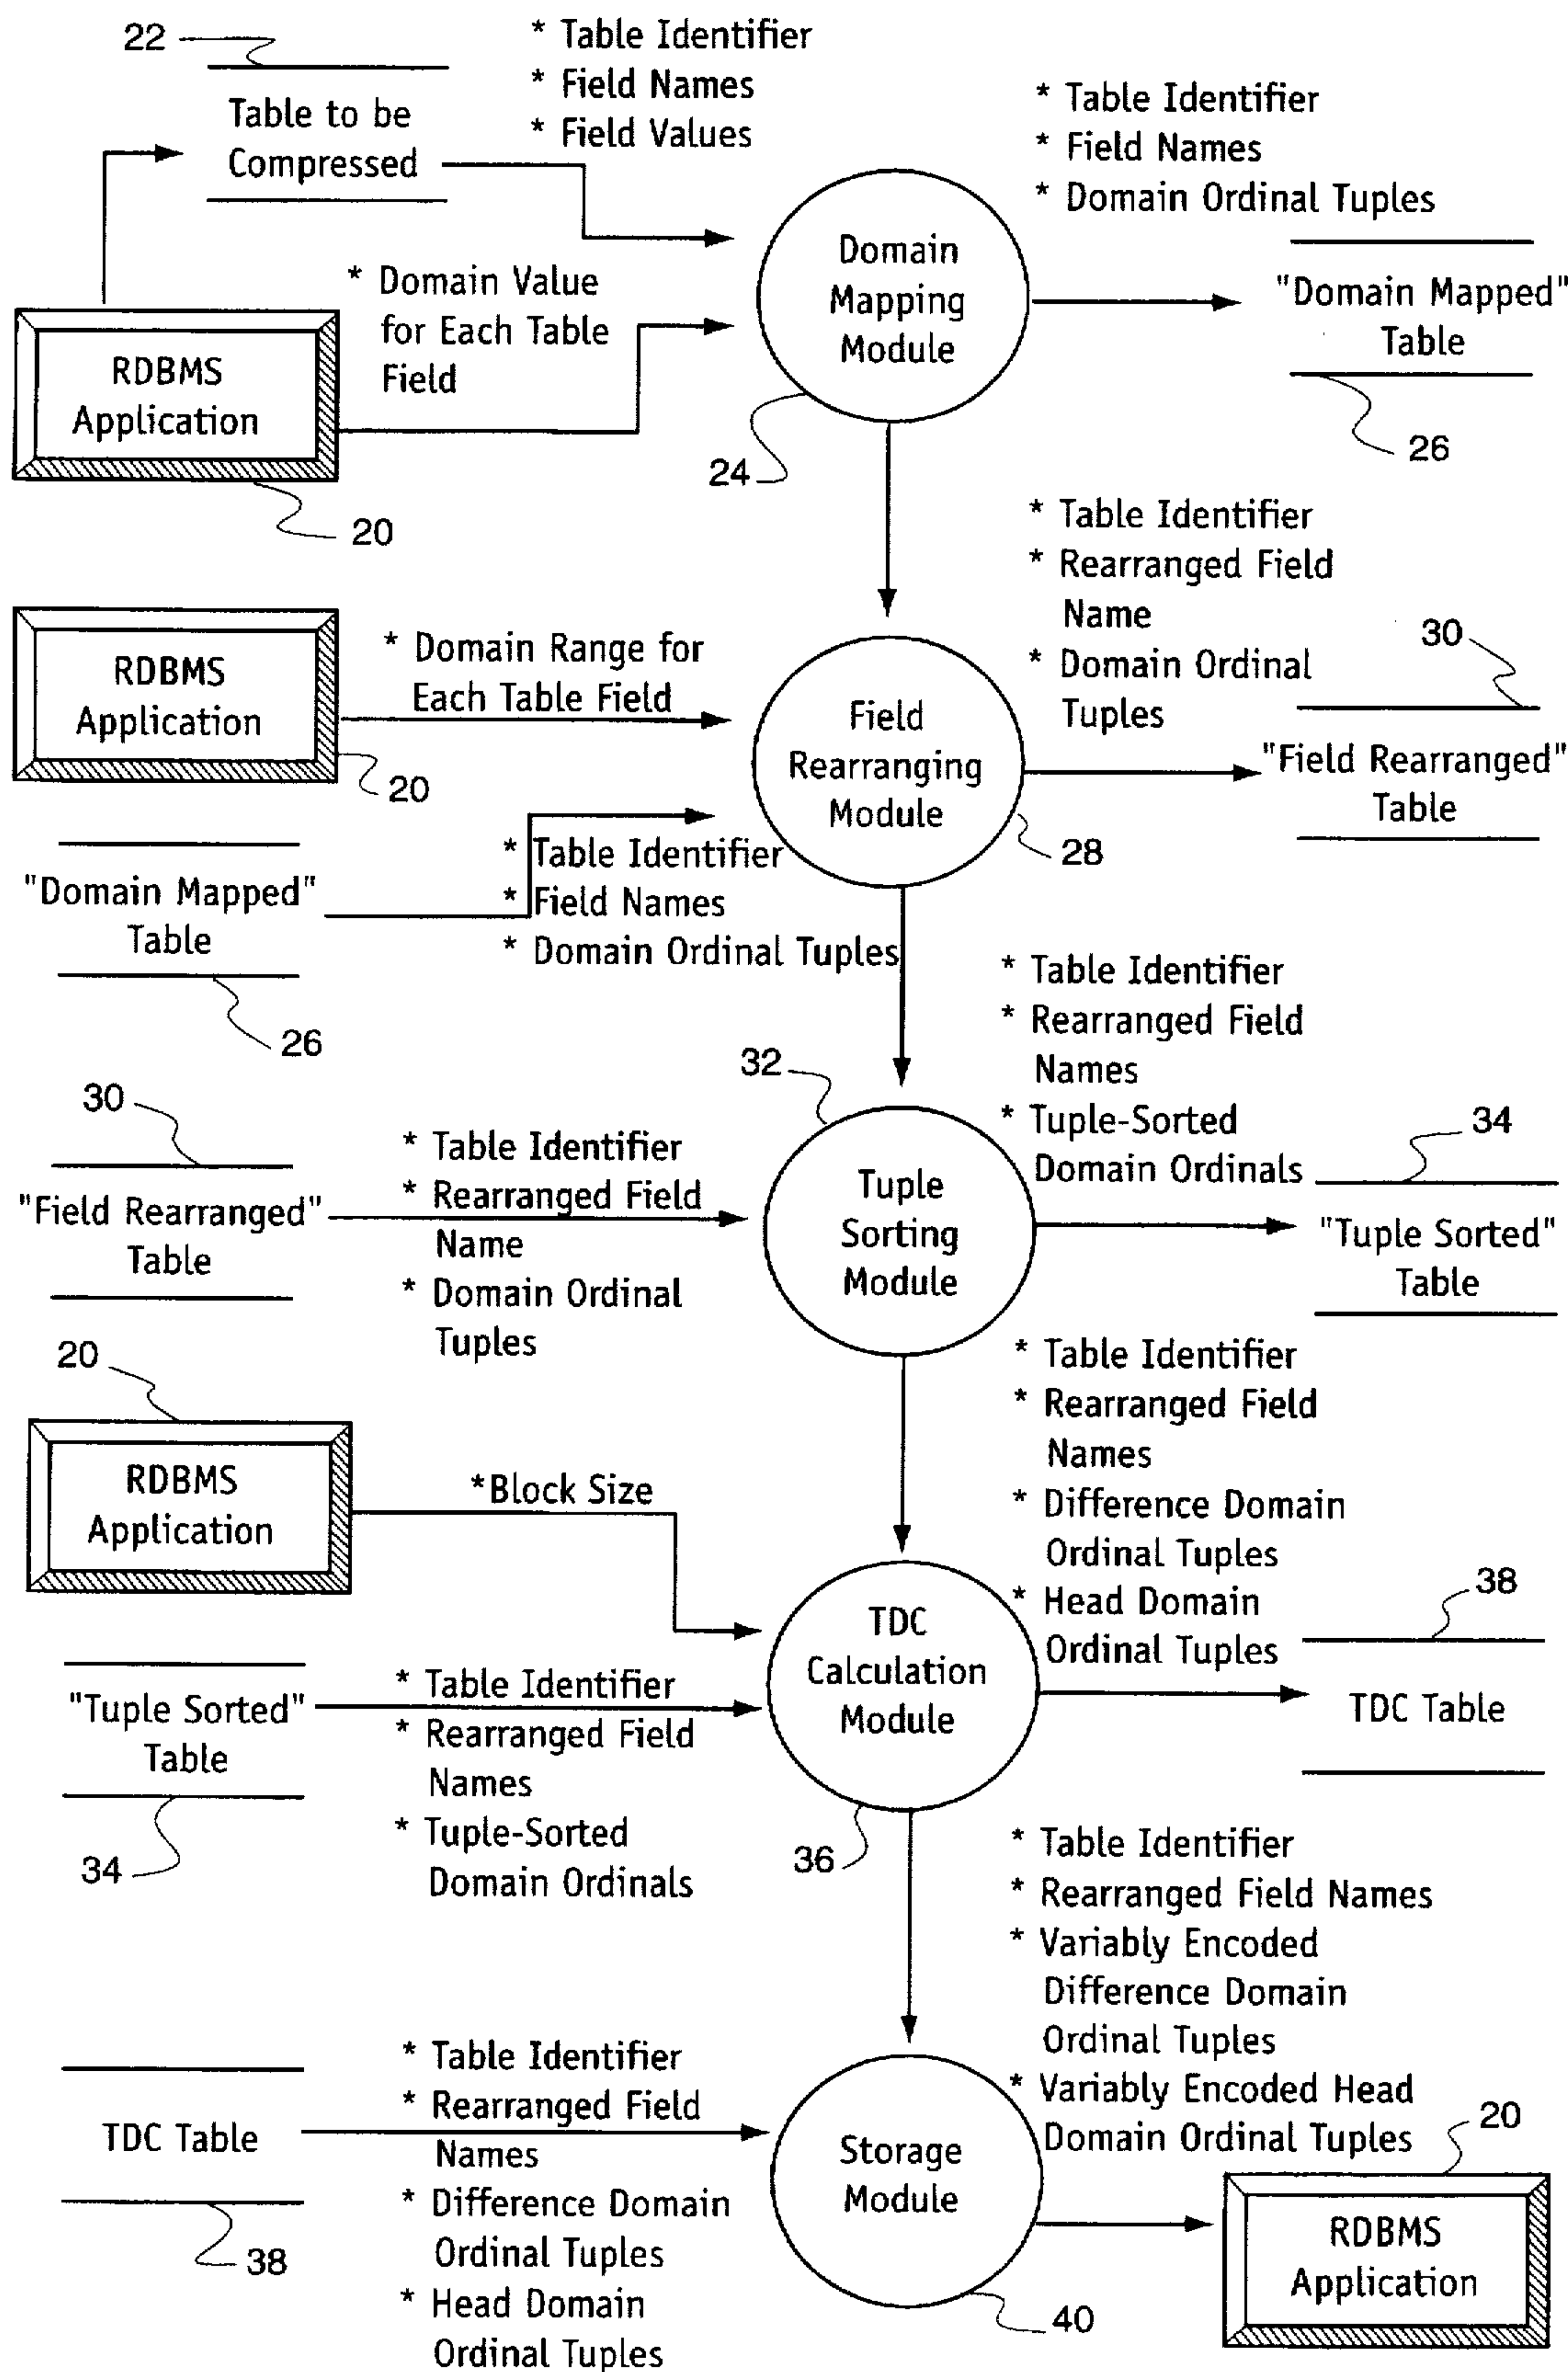 22
* Table Identifier
* Field Names
* Field Values
Table to be
Compressed
* Table Identifier
* Field Names
* Domain Ordinal Tuples
* Domain Value
for Each Table
Field
RDBMS
Application
20
Domain
Mapping
Module
24
"Domain Mapped"
Table
26
* Table Identifier
* Rearranged Field
Name
* Domain Ordinal
Tuples
RDBMS
Application
20
* Domain Range for
Each Table Field
Field
Rearranging
Module
28
30
"Field Rearranged"
Table
"Domain Mapped"
Table
26
* Table Identifier
* Field Names
* Domain Ordinal Tuples
* Table Identifier
* Rearranged Field
Names
* Tuple-Sorted
Domain Ordinals
30
"Field Rearranged"
Table
* Table Identifier
* Rearranged Field
Name
* Domain Ordinal
Tuples
32
Tuple
Sorting
Module
34
"Tuple Sorted"
Table
20
RDBMS
Application
*Block Size
* Table Identifier
* Rearranged Field
Names
* Difference Domain
Ordinal Tuples
* Head Domain
Ordinal Tuples
"Tuple Sorted"
Table
34
* Table Identifier
* Rearranged Field
Names
* Tuple-Sorted
Domain Ordinals
TDC
Calculation
Module
36
38
TDC Table
* Table Identifier
* Rearranged Field Names
* Variably Encoded
Difference Domain
Ordinal Tuples
* Variably Encoded Head
Domain Ordinal Tuples
TDC Table
38
* Table Identifier
* Rearranged Field
Names
* Difference Domain
Ordinal Tuples
* Head Domain
Ordinal Tuples
Storage
Module
40
20
RDBMS
Application